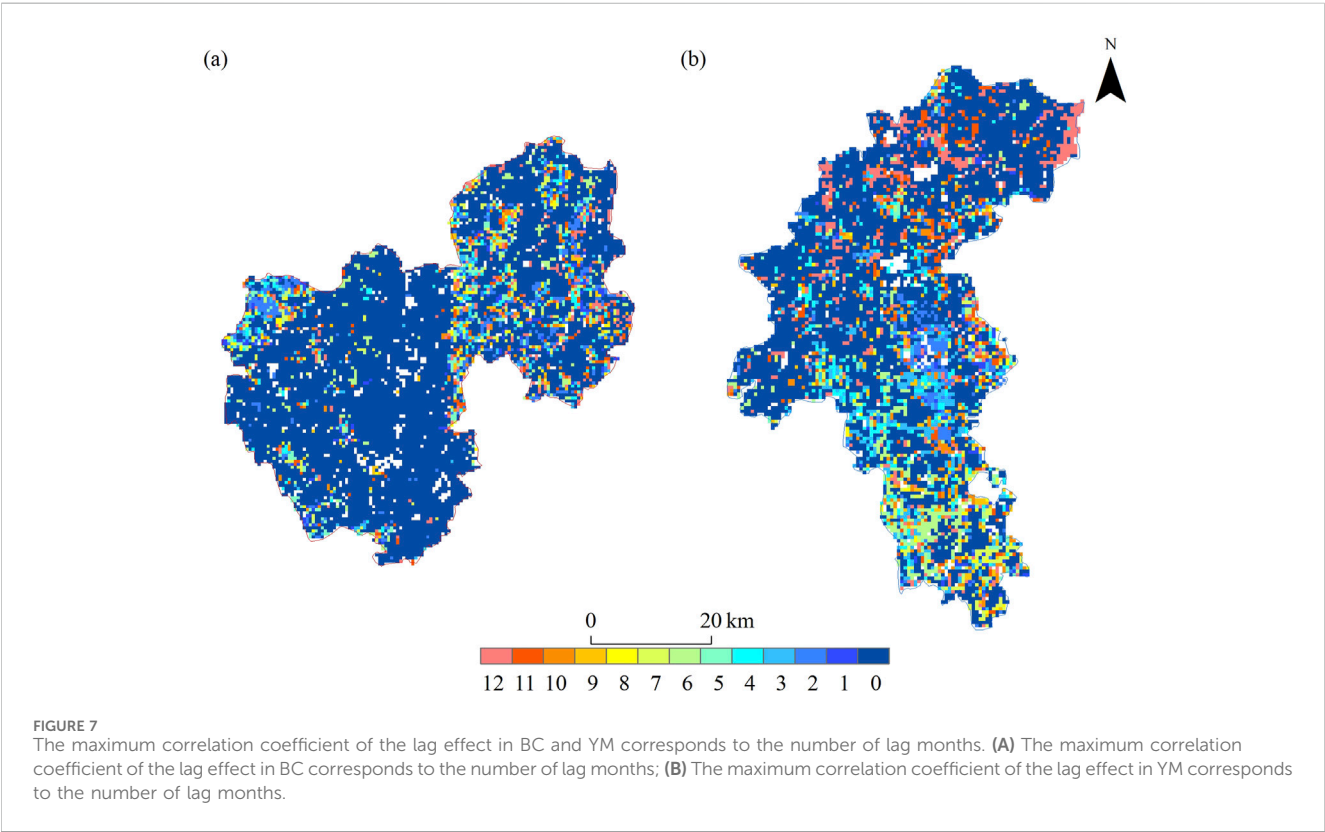 (a)
(b)
N
0 20 km
12 11 10 9 8 7 6 5 4 3 2 1 0
FIGURE 7
The maximum correlation coefficient of the lag effect in BC and YM corresponds to the number of lag months. (A) The maximum correlation
coefficient of the lag effect in BC corresponds to the number of lag months; (B) The maximum correlation coefficient of the lag effect in YM corresponds
to the number of lag months.